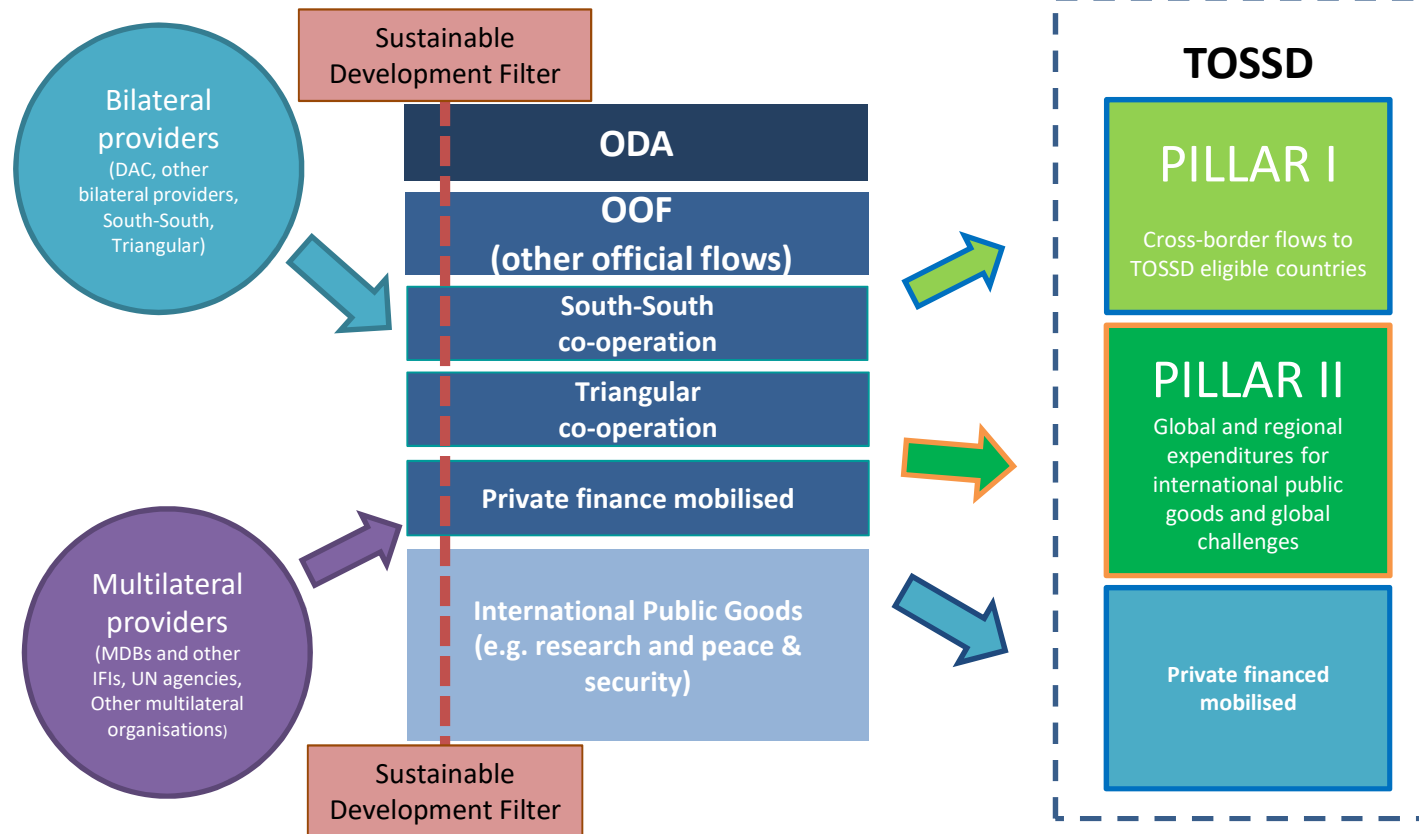 Bilateral
providers
(DAC, other
bilateral providers,
South-South,
Triangular)
Multilateral
providers
(MDBs and other
IFIs, UN agencies,
Other multilateral
organisations)
Sustainable
Development Filter
ODA
OOF
(other official flows)
South-South
co-operation
Triangular
co-operation
Private finance mobilised
International Public Goods
(e.g. research and peace &
security)
Sustainable
Development Filter
TOSSD
PILLAR I
Cross-border flows to
TOSSD eligible countries
PILLAR II
Global and regional
expenditures for
international public
goods and global
challenges
Private financed
mobilised